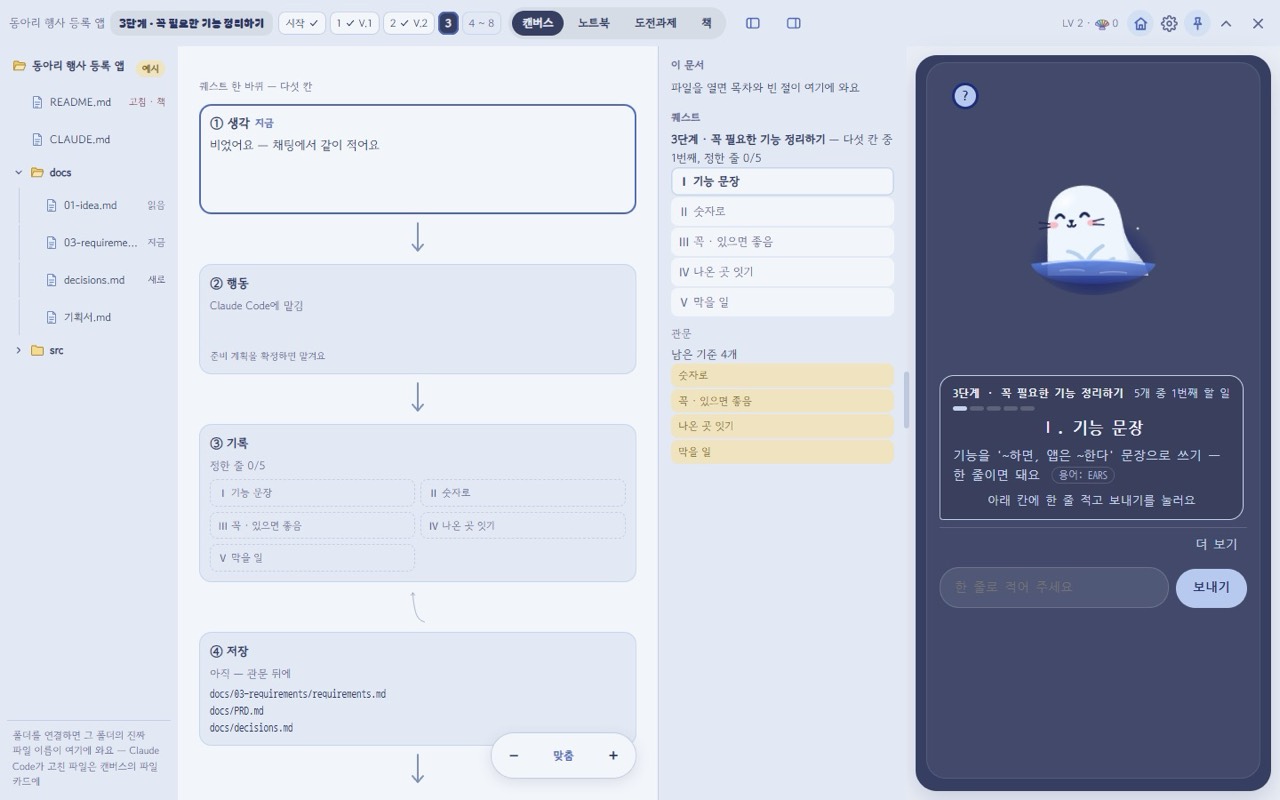 동아리 행사 등록 앱
3단계 · 꼭 필요한 기능 정리하기
시작 ✓
1 ✓ V.1
2 ✓ V.2
3
4 ~ 8
캔버스
노트북
도전과제
책
LV 2 · 0
동아리 행사 등록 앱
예시
README.md
고침 · 책
CLAUDE.md
docs
01-idea.md
읽음
03-requireme...
지금
decisions.md
새로
기획서.md
src
폴더를 연결하면 그 폴더의 진짜
파일 이름이 여기에 와요 — Claude
Code가 고친 파일은 캔버스의 파일
카드예
퀘스트 한 바퀴 — 다섯 칸
① 생각 지금
비었어요 — 채팅에서 같이 적어요
② 행동
Claude Code에 맡김
준비 계획을 확정하면 맡겨요
③ 기록
정한 줄 0/5
Ⅰ 기능 문장
Ⅱ 숫자로
Ⅲ 꼭 · 있으면 좋음
Ⅳ 나온 곳 잇기
Ⅴ 막을 일
④ 저장
아직 — 관문 뒤에
docs/03-requirements/requirements.md
docs/PRD.md
docs/decisions.md
−
맞춤
+
이 문서
파일을 열면 목차와 빈 절이 여기에 와요
퀘스트
3단계 · 꼭 필요한 기능 정리하기 — 다섯 칸 중
1번째, 정한 줄 0/5
Ⅰ 기능 문장
Ⅱ 숫자로
Ⅲ 꼭 · 있으면 좋음
Ⅳ 나온 곳 잇기
Ⅴ 막을 일
관문
남은 기준 4개
숫자로
꼭 · 있으면 좋음
나온 곳 잇기
막을 일
?
3단계 · 꼭 필요한 기능 정리하기
5개 중 1번째 할 일
Ⅰ. 기능 문장
기능을 '~하면, 앱은 ~한다' 문장으로 쓰기 —
한 줄이면 돼요 용어: EARS
아래 칸에 한 줄 적고 보내기를 눌러요
더 보기
한 줄로 적어 주세요
보내기